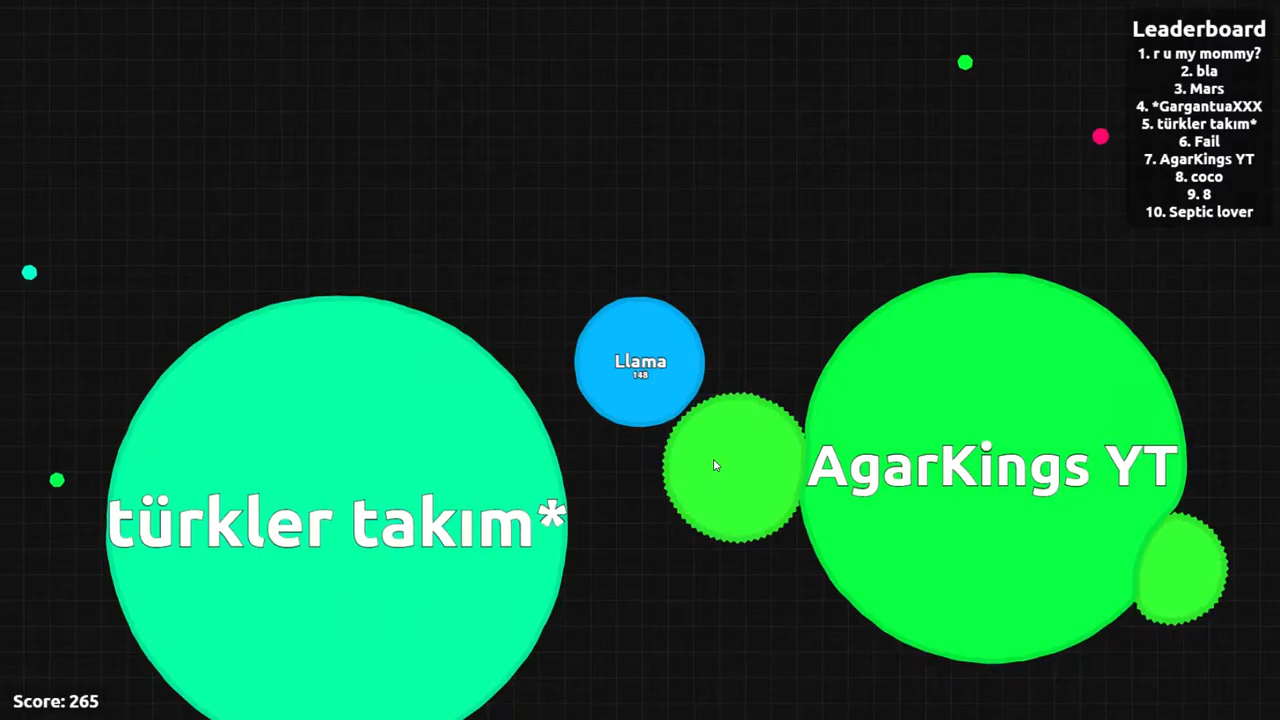 Leaderboard
1. r u my mommy?
2. bla
3. Mars
4. *GargantuaXXX
5. türkler takım*
6. Fail
7. AgarKings YT
8. coco
9. 8
10. Septic lover
Llama
148
AgarKings YT
türkler takım*
Score: 265